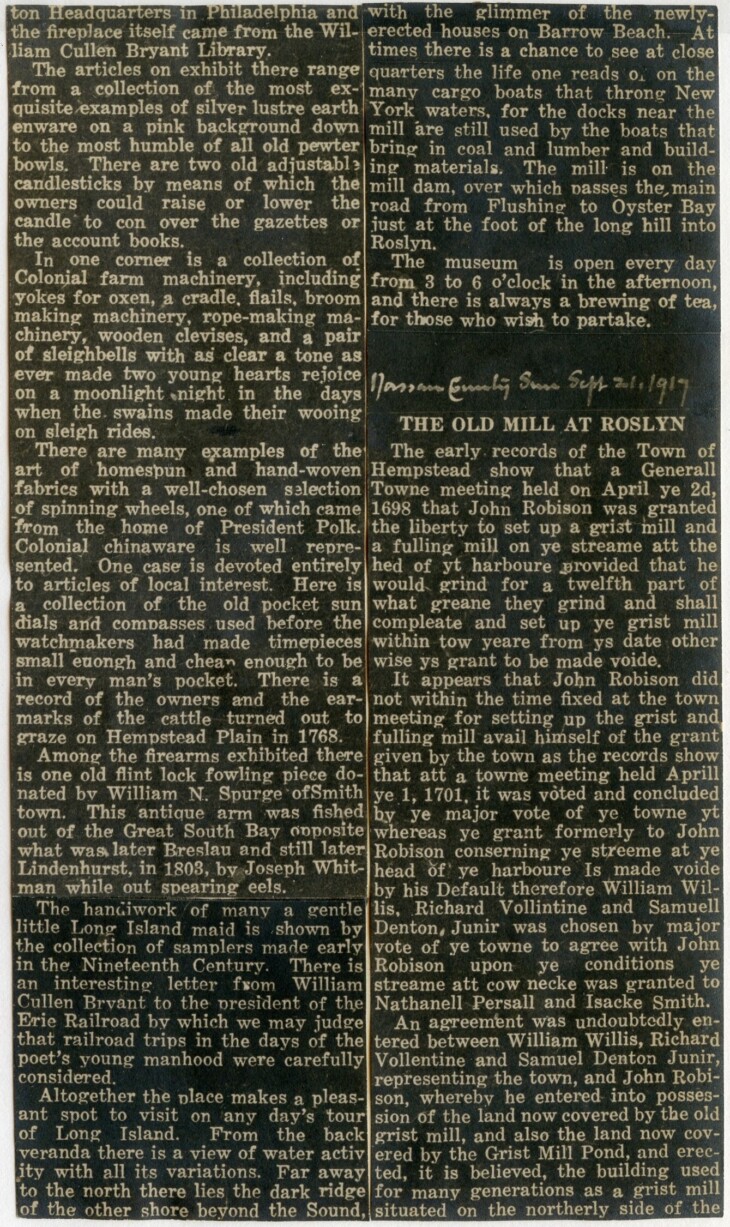 ton Headquarters in Philadelphia and
the fireplace itself came from the Wil-
liam Cullen Bryant Library.
The articles on exhibit there range
from a collection of the most ex-
quisite examples of silver lustre earth
enware on a pink background down
to the most humble of all old pewter
bowls. There are two old adjustable
candlesticks by means of which the
owners could raise or lower the
candle to con over the gazettes or
the account books.
In one corner is a collection of
Colonial farm machinery, including
yokes for oxen, a cradle, flails, broom
making machinery, rope-making ma-
chinery, wooden clevises, and a pair
of sleighbells with as clear a tone as
ever made two young hearts rejoice
on a moonlight night in the days
when the swains made their wooing
on sleigh rides.
There are many examples of the
art of homespun and hand-woven
fabrics with a well-chosen selection
of spinning wheels, one of which came
from the home of President Polk.
Colonial chinaware is well repre-
sented. One case is devoted entirely
to articles of local interest. Here is
a collection of the old pocket sun
dials and compasses used before the
watchmakers had made timepieces
small euongh and cheap enough to be
in every man's pocket. There is a
record of the owners and the ear-
marks of the cattle turned out to
graze on Hempstead Plain in 1768.
Among the firearms exhibited there
is one old flint lock fowling piece do-
nated by William N. Spurge ofSmith
town. This antique arm was fished
out of the Great South Bay opposite
what was later Breslau and still later
Lindenhurst, in 1803, by Joseph Whit-
man while out spearing eels.
The handiwork of many a gentle
little Long Island maid is shown by
the collection of samplers made early
in the Nineteenth Century. There is
an interesting letter from William
Cullen Bryant to the president of the
Erie Railroad by which we may judge
that railroad trips in the days of the
poet's young manhood were carefully
considered.
Altogether the place makes a pleas-
ant spot to visit on any day's tour
of Long Island. From the back
veranda there is a view of water activ
ity with all its variations. Far away
to the north there lies the dark ridge
of the other shore beyond the Sound,
with the glimmer of the newly-
erected houses on Barrow Beach. At
times there is a chance to see at close
quarters the life one reads of on the
many cargo boats that throng New
York waters, for the docks near the
mill are still used by the boats that
bring in coal and lumber and build-
ing materials. The mill is on the
mill dam, over which passes the main
road from Flushing to Oyster Bay
just at the foot of the long hill into
Roslyn.
The museum is open every day
from 3 to 6 o'clock in the afternoon,
and there is always a brewing of tea,
for those who wish to partake.
Nassau County Sun Sept 21, 1917
THE OLD MILL AT ROSLYN
The early records of the Town of
Hempstead show that a Generall
Towne meeting held on April ye 2d,
1698 that John Robison was granted
the liberty to set up a grist mill and
a fulling mill on ye streame att the
hed of yt harboure provided that he
would grind for a twelfth part of
what greane they grind and shall
compleate and set up ye grist mill
within tow yeare from ys date other
wise ys grant to be made voide.
It appears that John Robison did
not within the time fixed at the town
meeting for setting up the grist and
fulling mill avail himself of the grant
given by the town as the records show
that att a towne meeting held Aprill
ye 1, 1701, it was voted and concluded
by ye major vote of ye towne yt
whereas ye grant formerly to John
Robison conserning ye streeme at ye
head of ye harboure Is made voide
by his Default therefore William Wil-
lis, Richard Vollintine and Samuell
Denton, Junir was chosen by major
vote of ye towne to agree with John
Robison upon ye conditions ye
streame att cow necke was granted to
Nathanell Persall and Isacke Smith.
An agreement was undoubtedly en-
tered between William Willis, Richard
Vollentine and Samuel Denton Junir,
representing the town, and John Robi-
son, whereby he entered into posses-
sion of the land now covered by the old
grist mill, and also the land now cov-
ered by the Grist Mill Pond, and erec-
ted, it is believed, the building used
for many generations as a grist mill
situated on the northerly side of the